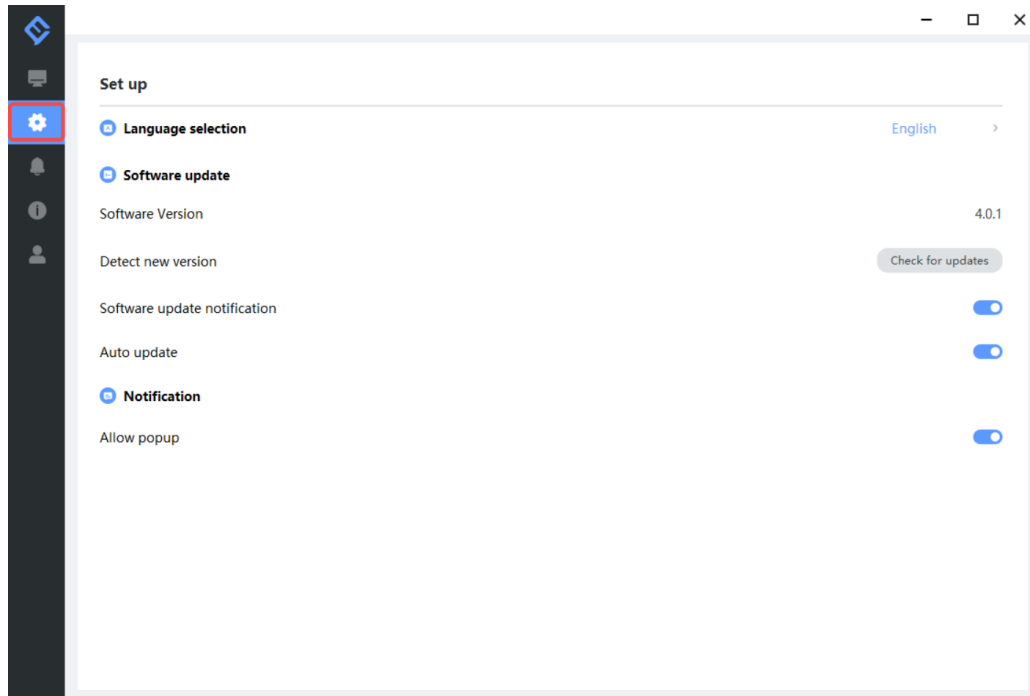 Set up
Language selection English
Software update
Software Version 4.0.1
Detect new version Check for updates
Software update notification
Auto update
Notification
Allow popup